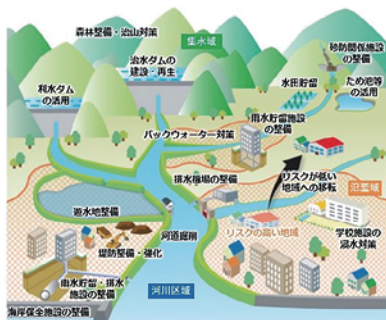 森林整備・治山対策
集水域
砂防関係施設
の整備
治水ダムの
建設・再生
利水ダム
の活用
水田貯留
ため池等
の活用
雨水貯留施設
の整備
バックウォーター対策
排水機場の整備
リスクが低い
地域への移転
氾濫域
遊水地整備
河道掘削
リスクの高い地域
学校施設の
浸水対策
堤防整備・強化
雨水貯留・排水
施設の整備
河川区域
海岸保全施設の整備